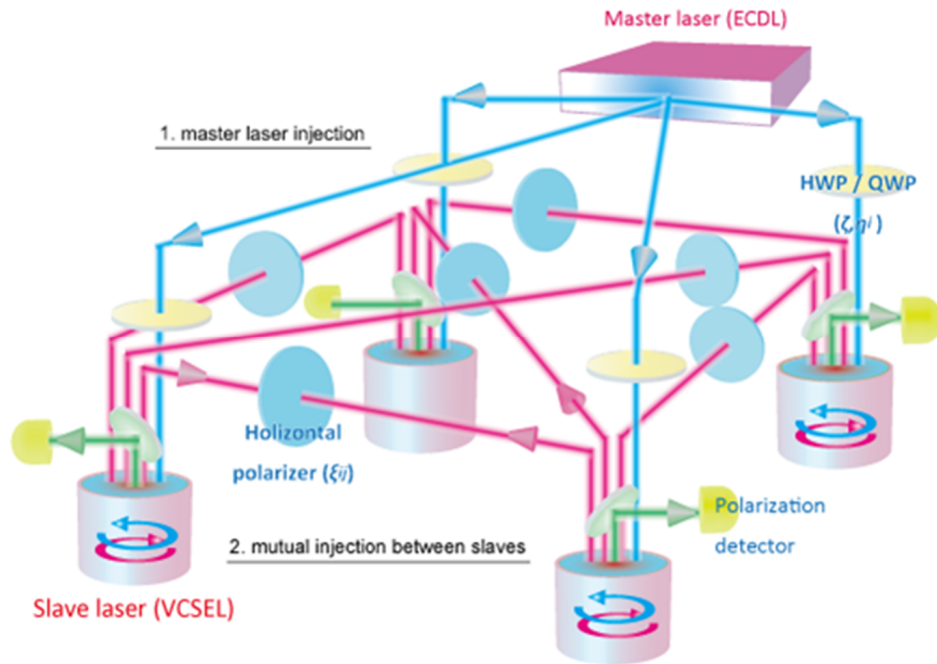 Master laser (ECDL)
1. master laser injection
HWP / QWP
(ζ, ηⁱ )
Holizontal
polarizer (ξⁱʲ)
Polarization
detector
2. mutual injection between slaves
Slave laser (VCSEL)